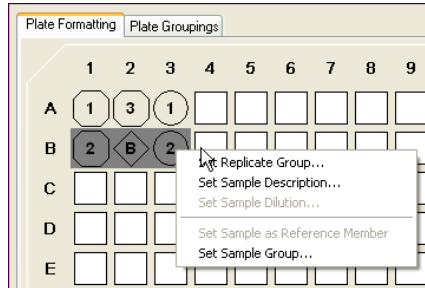 Plate Formatting Plate Groupings
1 2 3 4 5 6 7 8 9
A 1 3 1
B 2 B 2
Set Replicate Group...
C Set Sample Description...
Set Sample Dilution...
D Set Sample as Reference Member
E Set Sample Group...